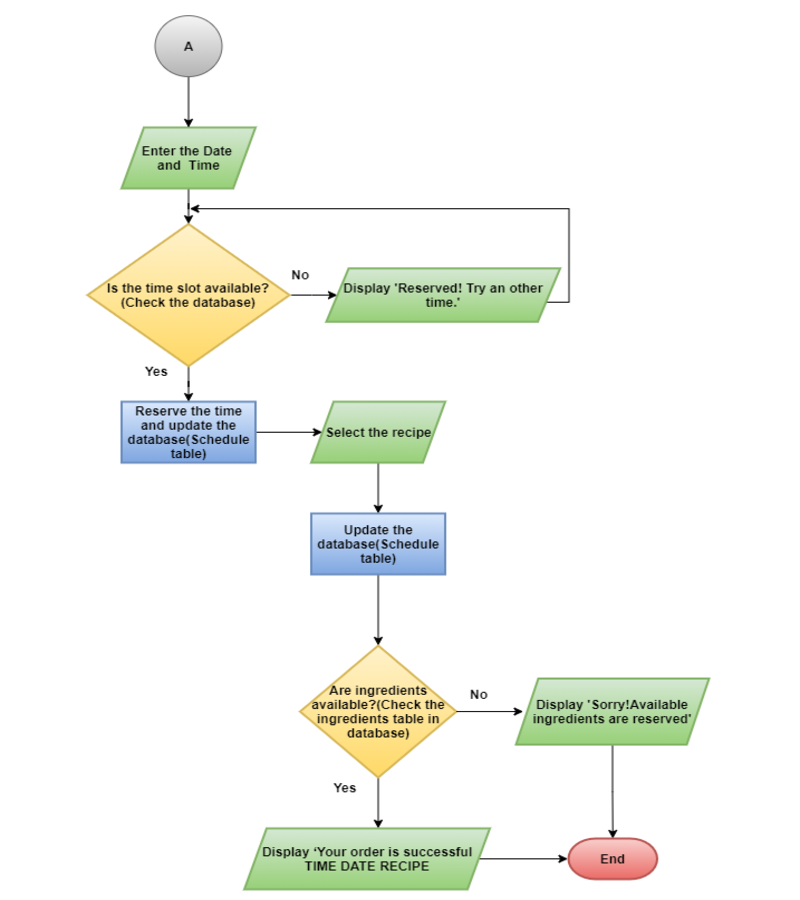 A
Enter the Date
and Time
Is the time slot available?
(Check the database)
No
Display 'Reserved! Try an other
time.'
Yes
Reserve the time
and update the
database(Schedule
table)
Select the recipe
Update the
database(Schedule
table)
Are ingredients
available?(Check the
ingredients table in
database)
No
Display 'Sorry!Available
ingredients are reserved'
Yes
Display ‘Your order is successful
TIME DATE RECIPE
End